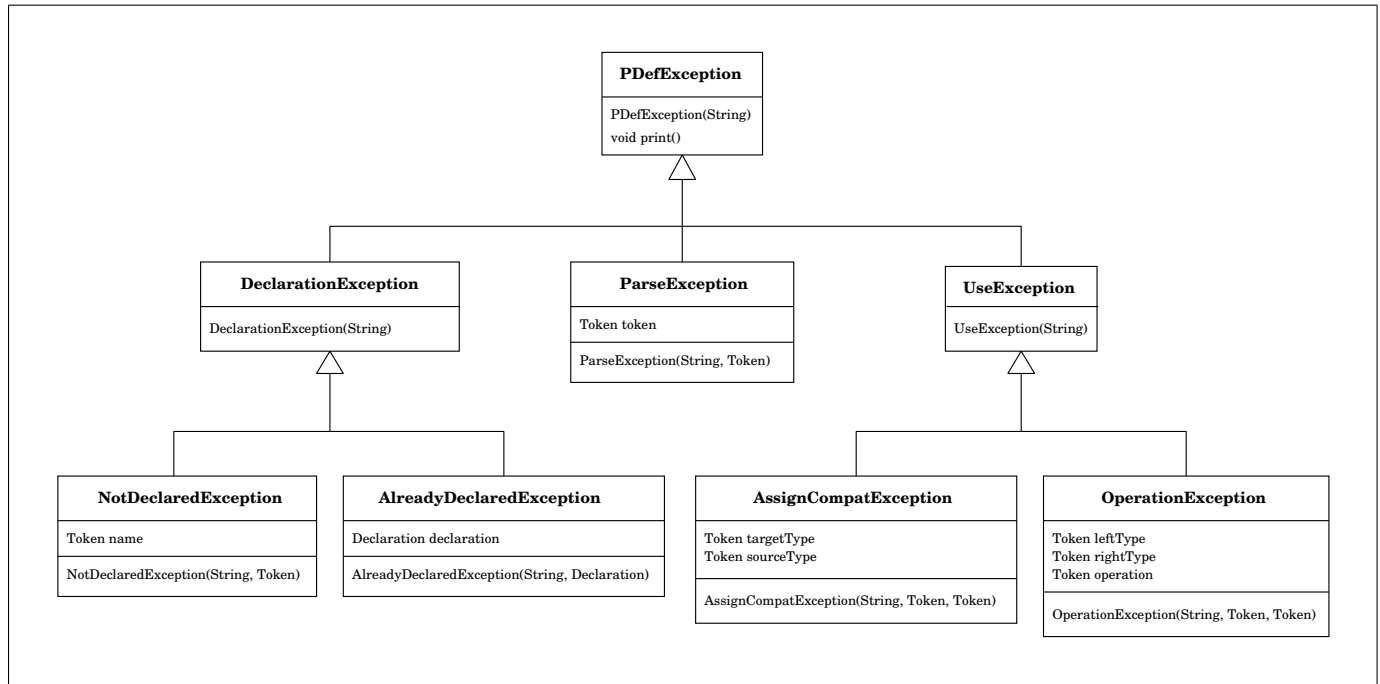 PDefException
PDefException(String)
void print()
DeclarationException
DeclarationException(String)
ParseException
Token token
ParseException(String, Token)
UseException
UseException(String)
NotDeclaredException
Token name
NotDeclaredException(String, Token)
AlreadyDeclaredException
Declaration declaration
AlreadyDeclaredException(String, Declaration)
AssignCompatException
Token targetType
Token sourceType
AssignCompatException(String, Token, Token)
OperationException
Token leftType
Token rightType
Token operation
OperationException(String, Token, Token)